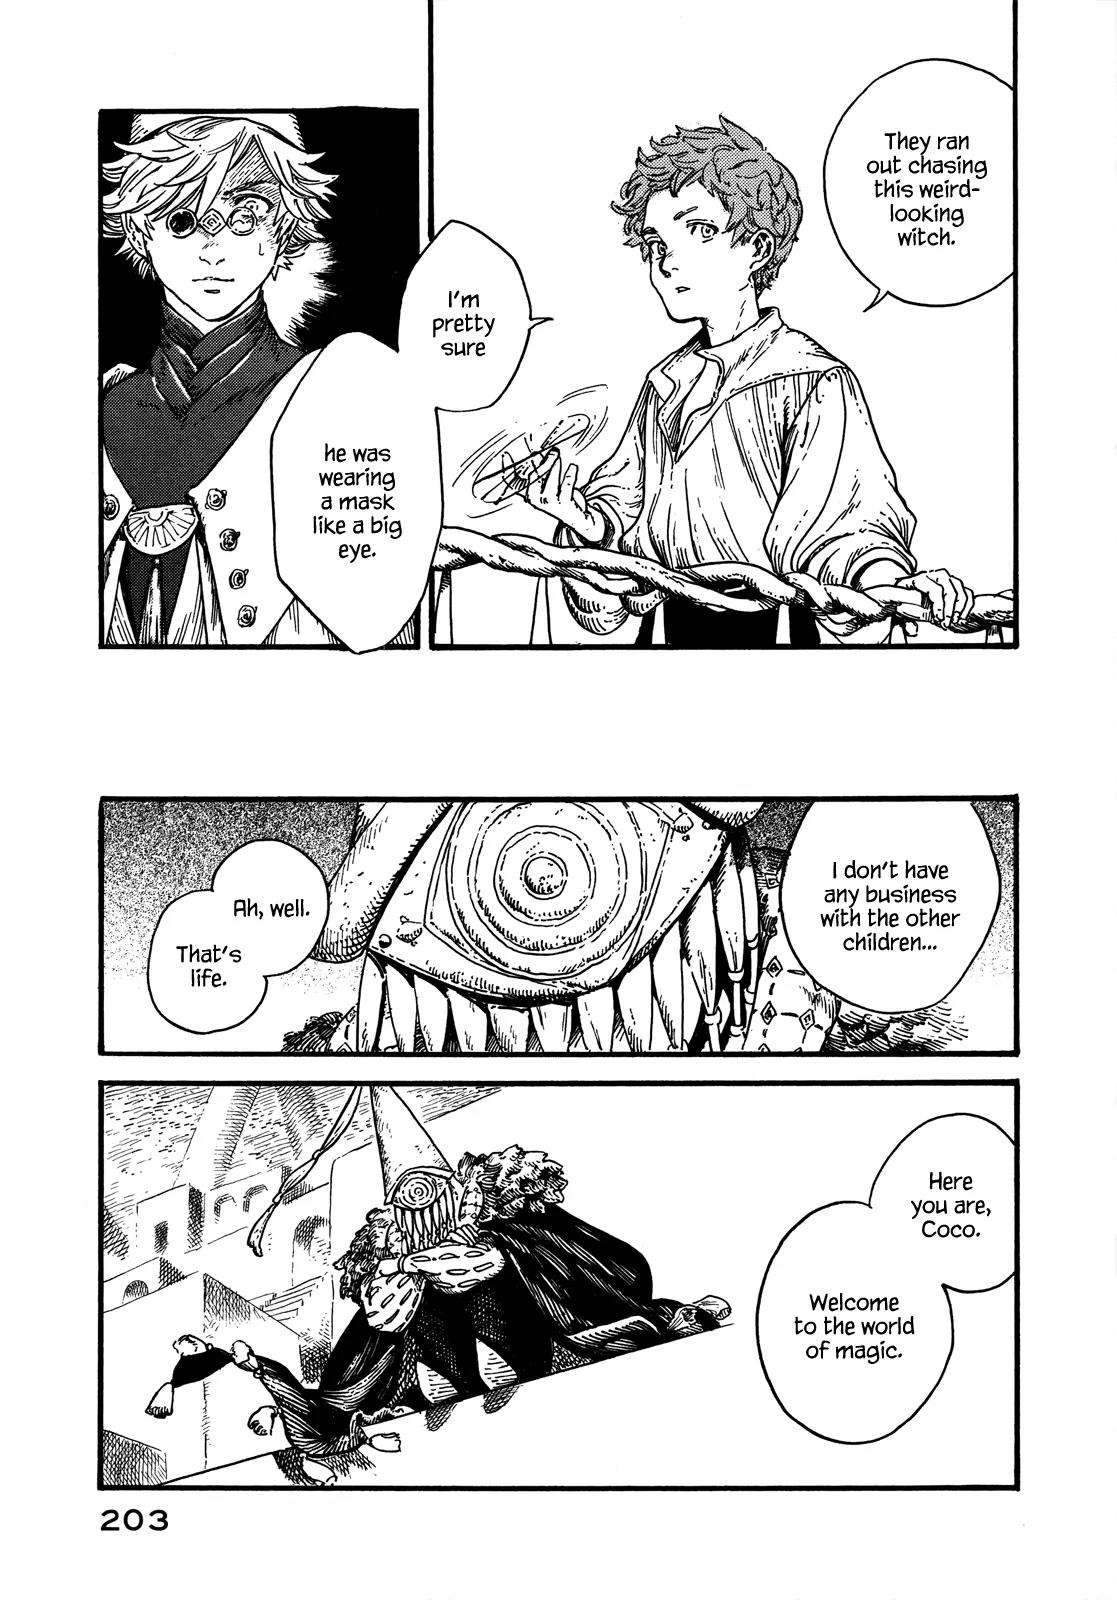 They ran
out chasing
this weird-
looking
witch.
I'm
pretty
sure
he was
wearing
a mask
like a big
eye.
I don't have
any business
with the other
children...
Ah, well.
That's
life.
Here
you are,
Coco.
Welcome
to the world
of magic.
203